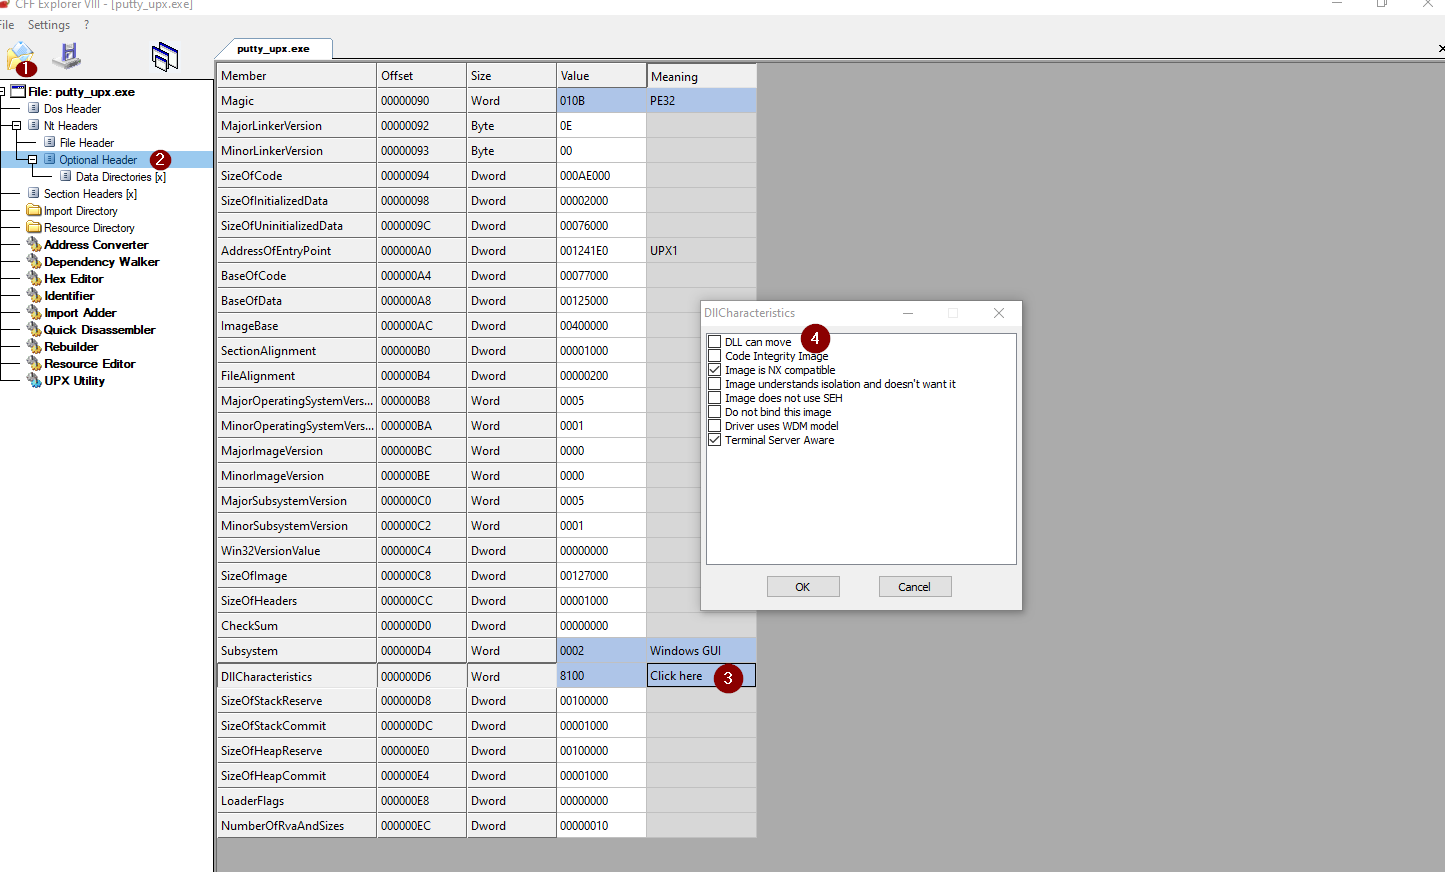 CFF Explorer VIII - [putty_upx.exe]
File Settings ?
1
putty_upx.exe
File: putty_upx.exe
Dos Header
Nt Headers
File Header
Optional Header 2
Data Directories [x]
Section Headers [x]
Import Directory
Resource Directory
Address Converter
Dependency Walker
Hex Editor
Identifier
Import Adder
Quick Disassembler
Rebuilder
Resource Editor
UPX Utility
Member Offset Size Value Meaning
Magic 00000090 Word 010B PE32
MajorLinkerVersion 00000092 Byte 0E
MinorLinkerVersion 00000093 Byte 00
SizeOfCode 00000094 Dword 000AE000
SizeOfInitializedData 00000098 Dword 00002000
SizeOfUninitializedData 0000009C Dword 00076000
AddressOfEntryPoint 000000A0 Dword 001241E0 UPX1
BaseOfCode 000000A4 Dword 00077000
BaseOfData 000000A8 Dword 00125000
ImageBase 000000AC Dword 00400000
SectionAlignment 000000B0 Dword 00001000
FileAlignment 000000B4 Dword 00000200
MajorOperatingSystemVers... 000000B8 Word 0005
MinorOperatingSystemVers... 000000BA Word 0001
MajorImageVersion 000000BC Word 0000
MinorImageVersion 000000BE Word 0000
MajorSubsystemVersion 000000C0 Word 0005
MinorSubsystemVersion 000000C2 Word 0001
Win32VersionValue 000000C4 Dword 00000000
SizeOfImage 000000C8 Dword 00127000
SizeOfHeaders 000000CC Dword 00001000
CheckSum 000000D0 Dword 00000000
Subsystem 000000D4 Word 0002 Windows GUI
DllCharacteristics 000000D6 Word 8100 Click here 3
SizeOfStackReserve 000000D8 Dword 00100000
SizeOfStackCommit 000000DC Dword 00001000
SizeOfHeapReserve 000000E0 Dword 00100000
SizeOfHeapCommit 000000E4 Dword 00001000
LoaderFlags 000000E8 Dword 00000000
NumberOfRvaAndSizes 000000EC Dword 00000010
DllCharacteristics
DLL can move 4
Code Integrity Image
Image is NX compatible
Image understands isolation and doesn't want it
Image does not use SEH
Do not bind this image
Driver uses WDM model
Terminal Server Aware
OK Cancel